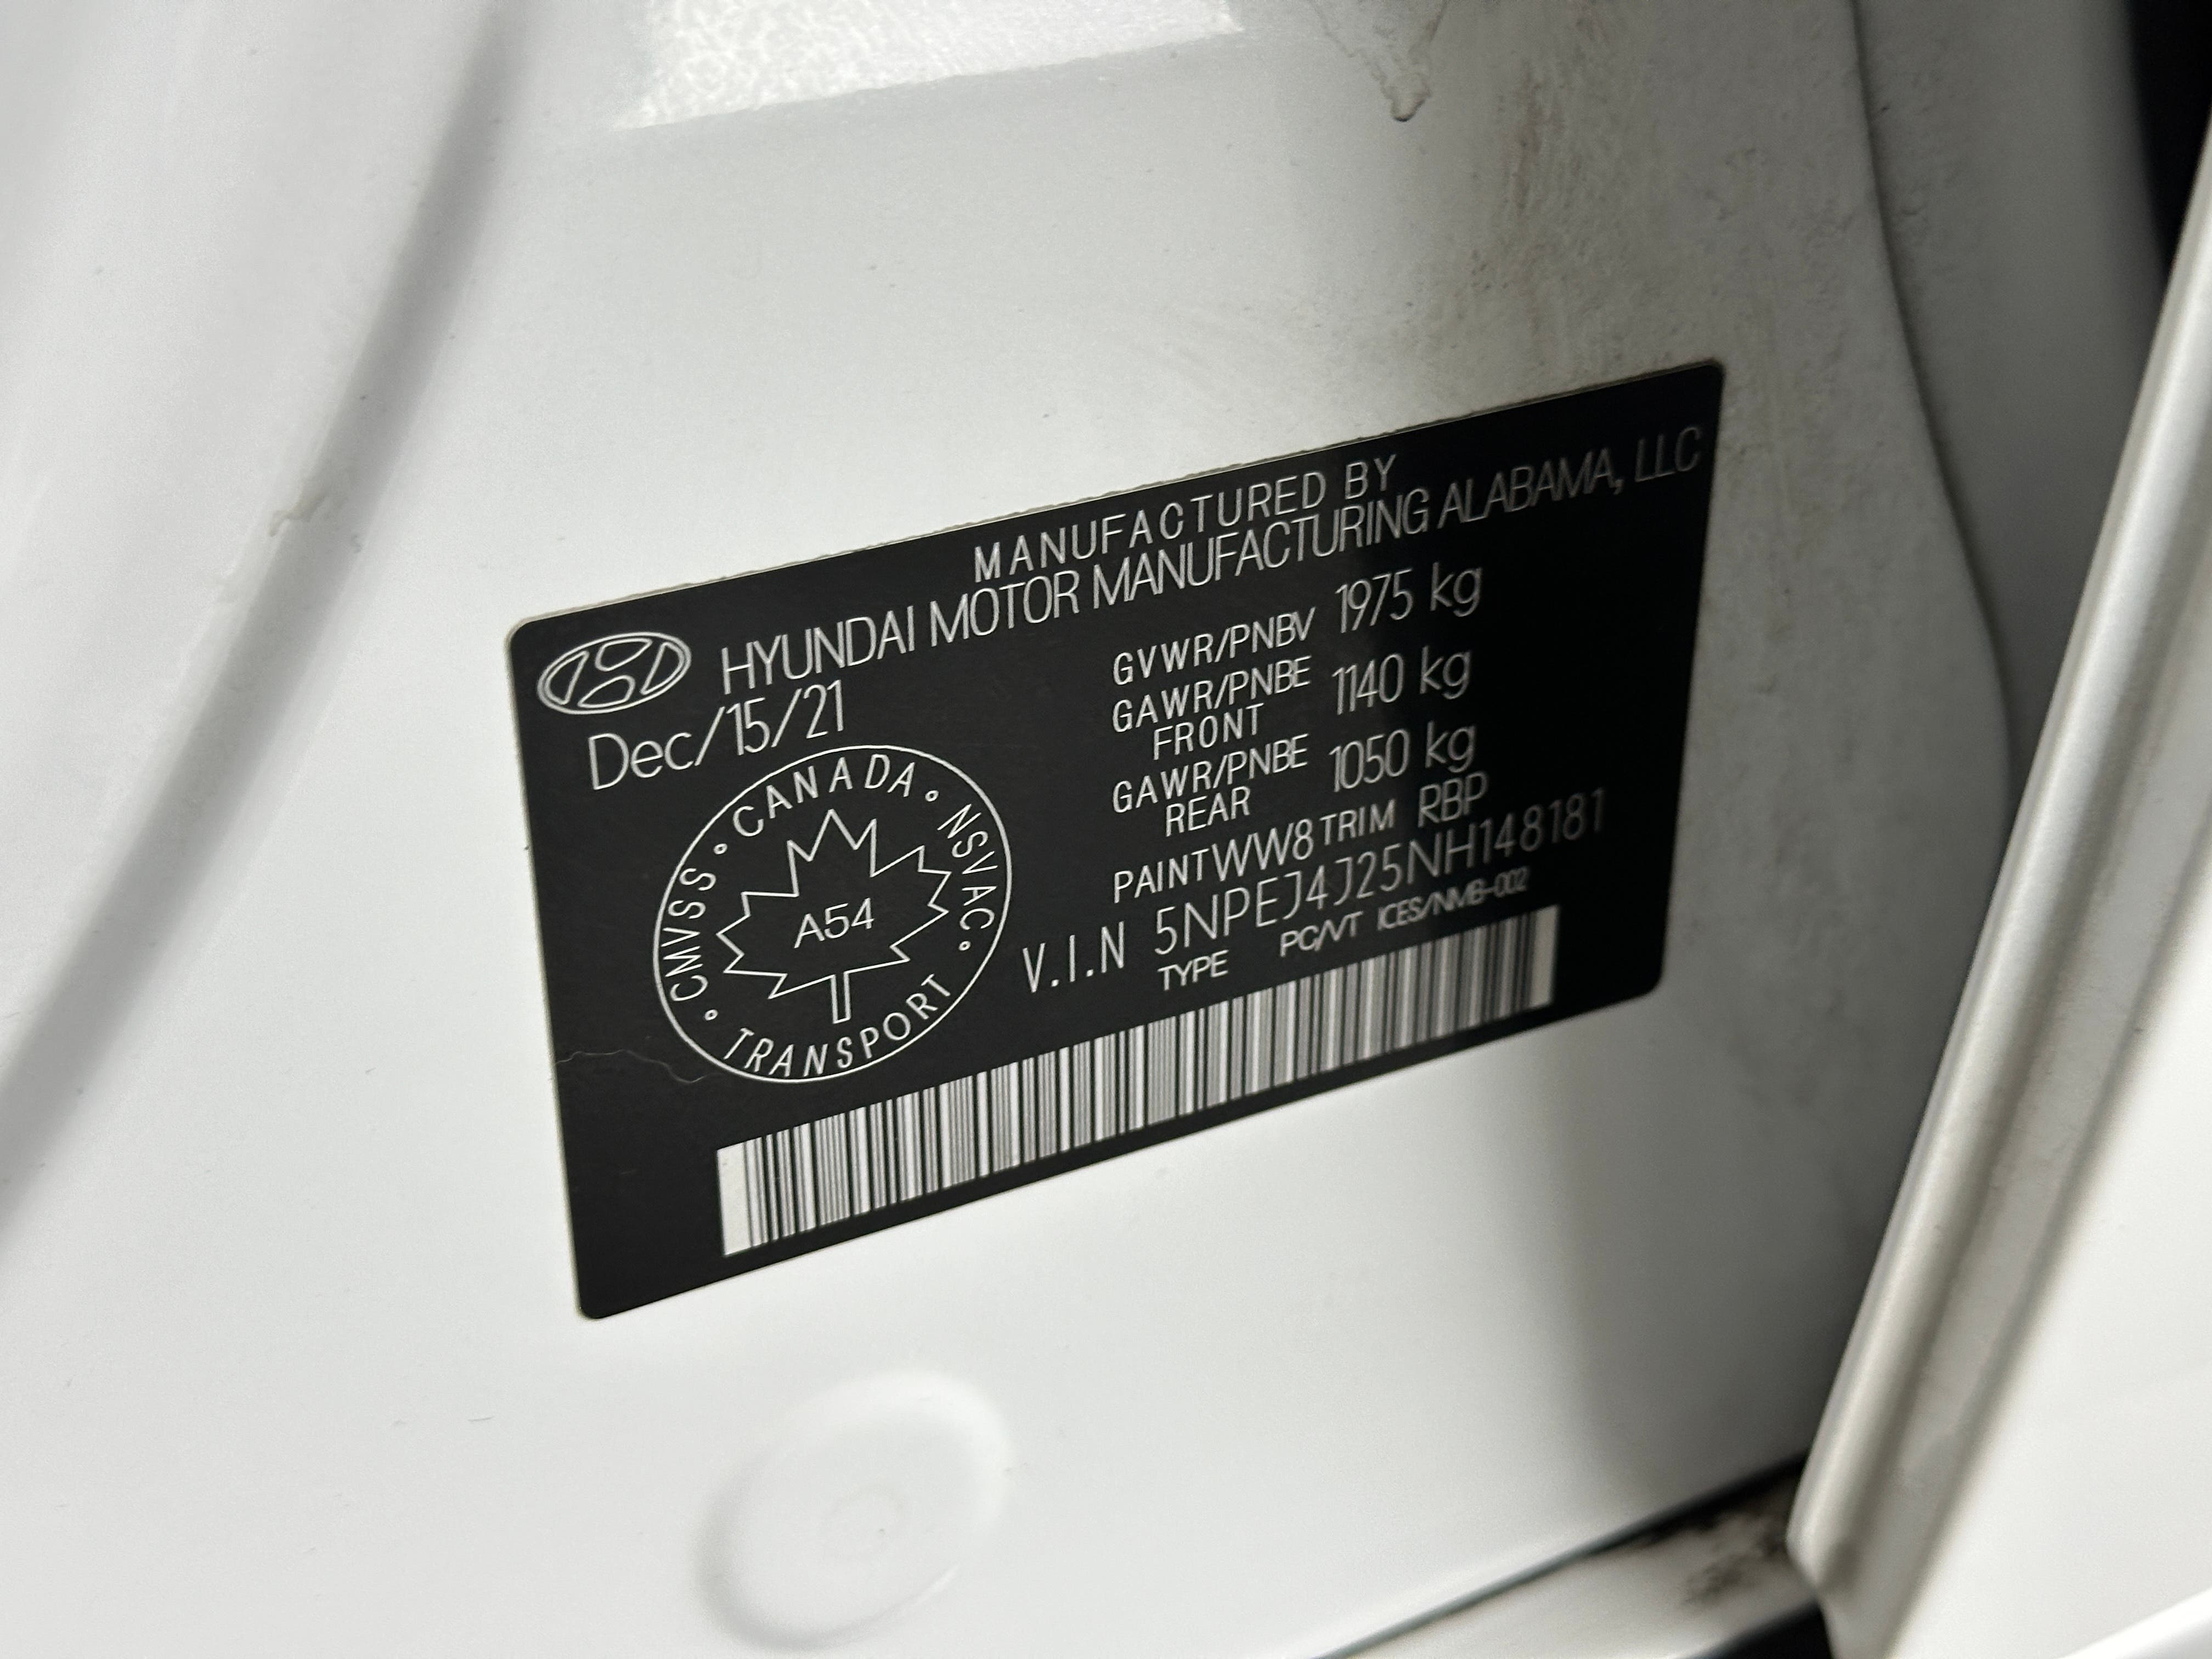 MANUFACTURED BY
HYUNDAI MOTOR MANUFACTURING ALABAMA, LLC
Dec/15/21
GVWR/PNBV 1975 kg
GAWR/PNBE FRONT 1140 kg
GAWR/PNBE REAR 1050 kg
PAINT WW8 TRIM RBP
V.I.N 5NPEJ4J25NH148181
TYPE PC/VT ICES/NMB-002
CANADA
NSVAC
TRANSPORT
CMVSS
A54